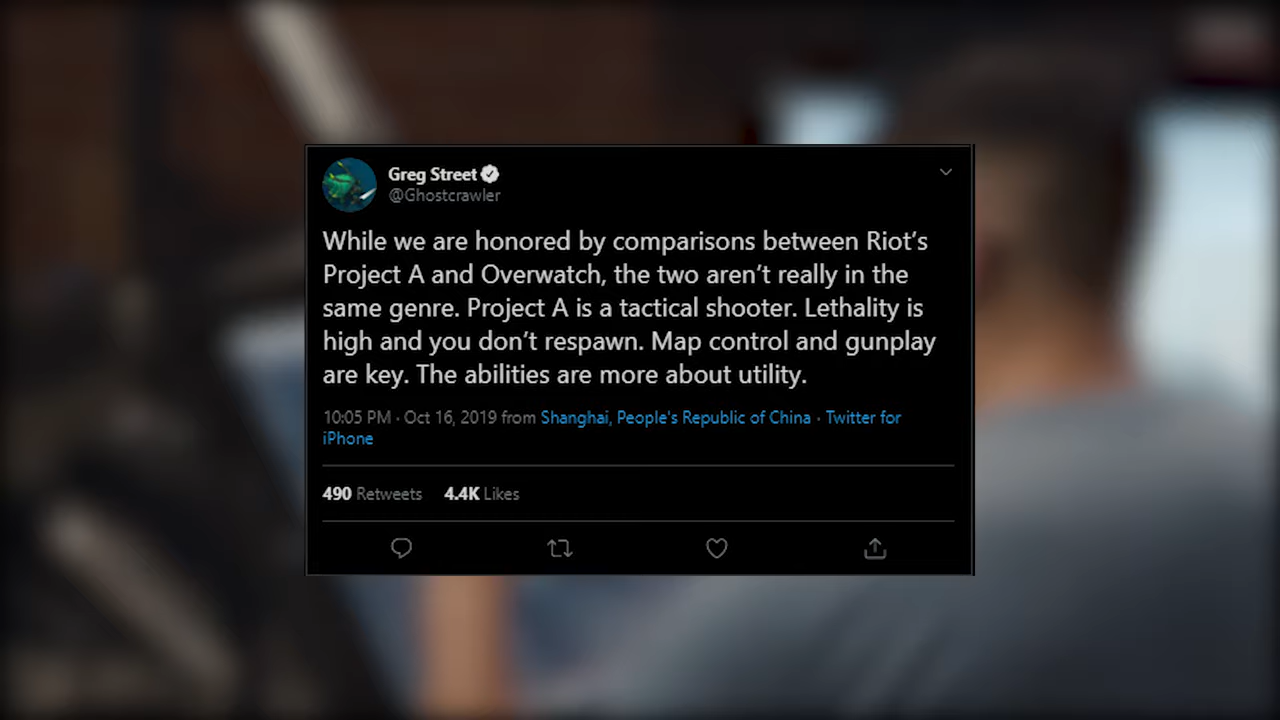 Greg Street
@Ghostcrawler
While we are honored by comparisons between Riot’s
Project A and Overwatch, the two aren’t really in the
same genre. Project A is a tactical shooter. Lethality is
high and you don’t respawn. Map control and gunplay
are key. The abilities are more about utility.
10:05 PM · Oct 16, 2019 from Shanghai, People's Republic of China · Twitter for
iPhone
490 Retweets 4.4K Likes